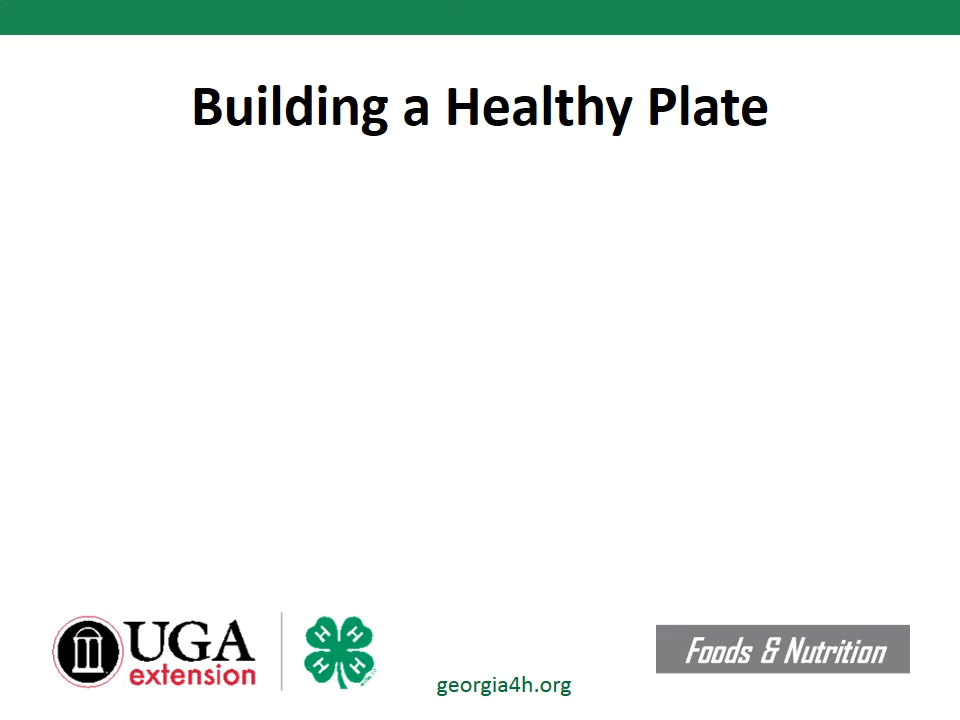 Building a Healthy Plate
UGA
extension
H H
H H
georgia4h.org
Foods & Nutrition